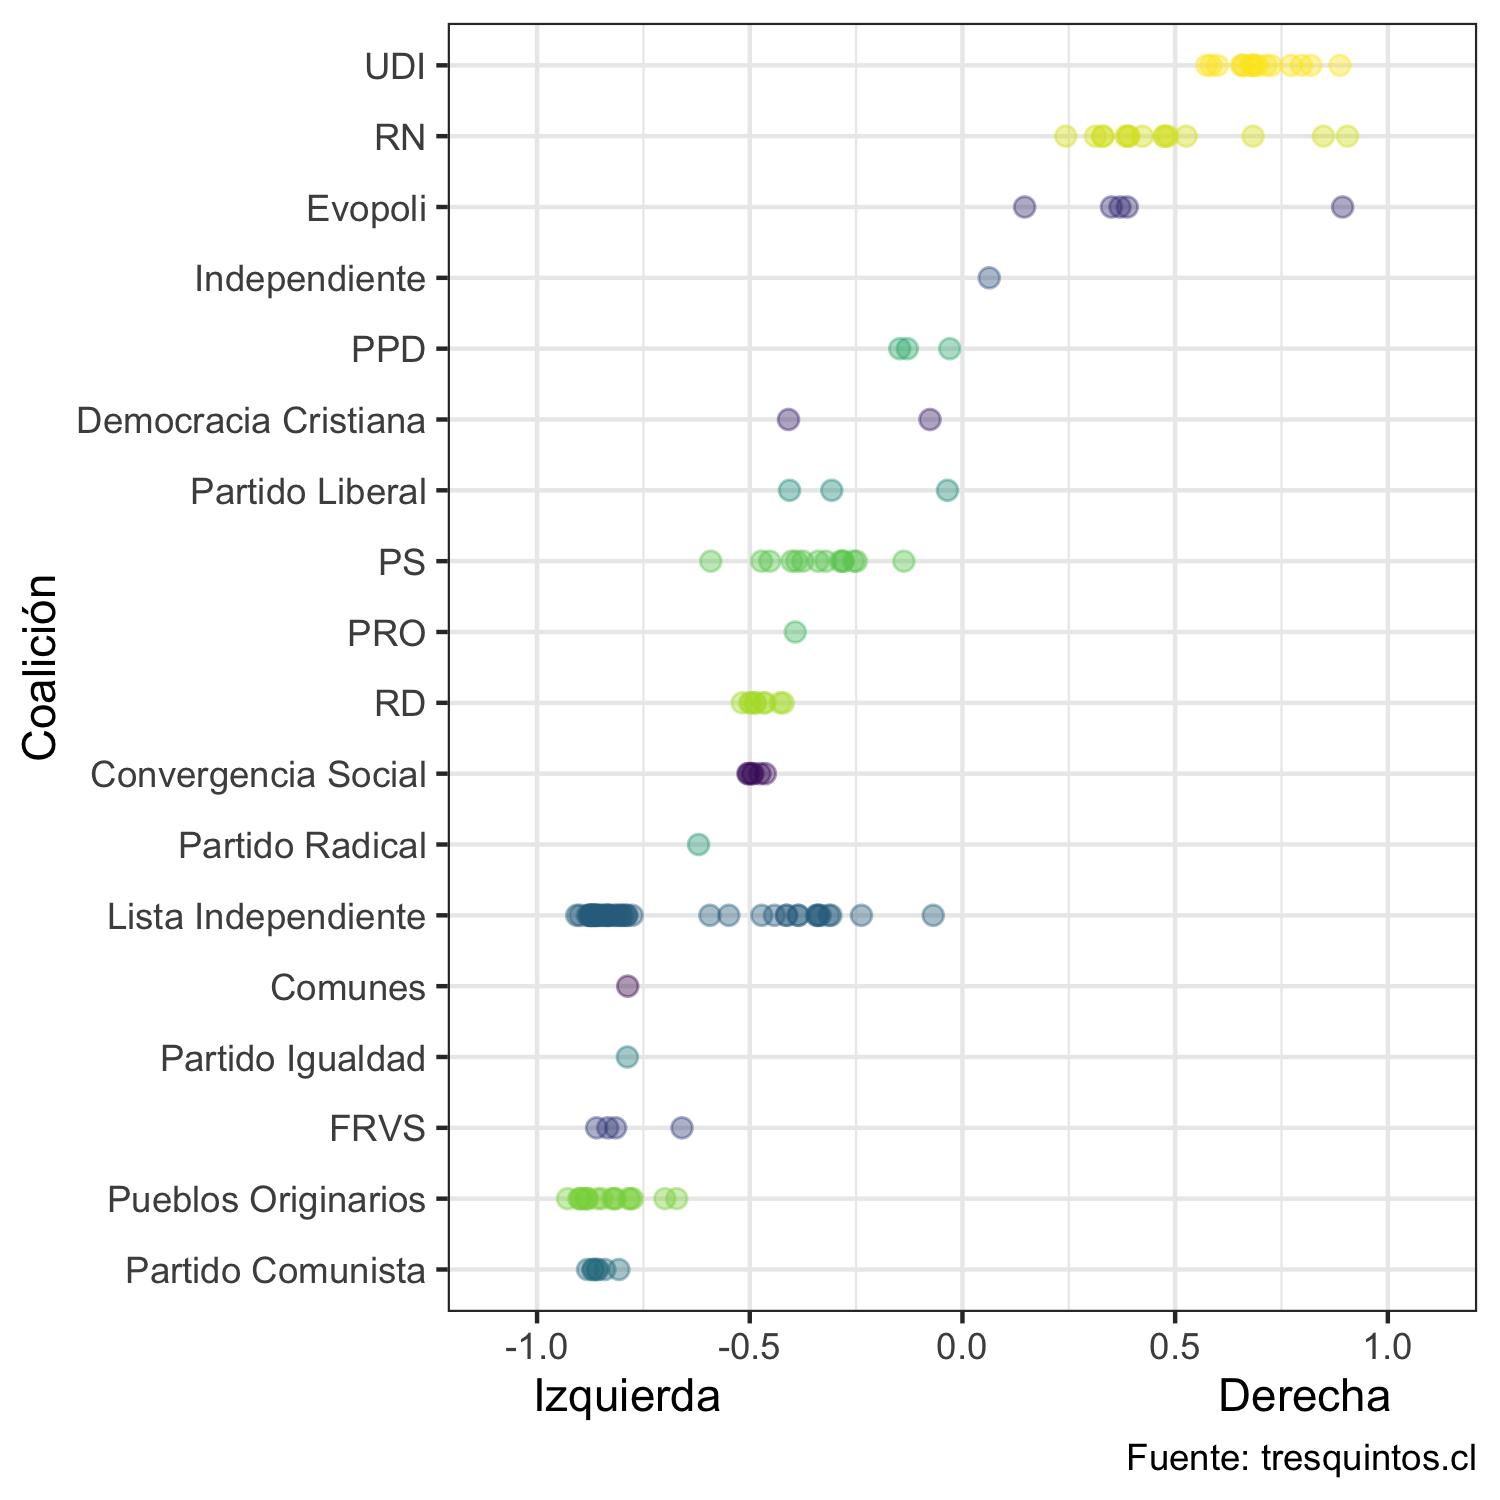 UDI
RN
Evopoli
Independiente
PPD
Democracia Cristiana
Partido Liberal
PS
PRO
RD
Convergencia Social
Partido Radical
Lista Independiente
Comunes
Partido Igualdad
FRVS
Pueblos Originarios
Partido Comunista
Coalición
-1.0 -0.5 0.0 0.5 1.0
Izquierda Derecha
Fuente: tresquintos.cl